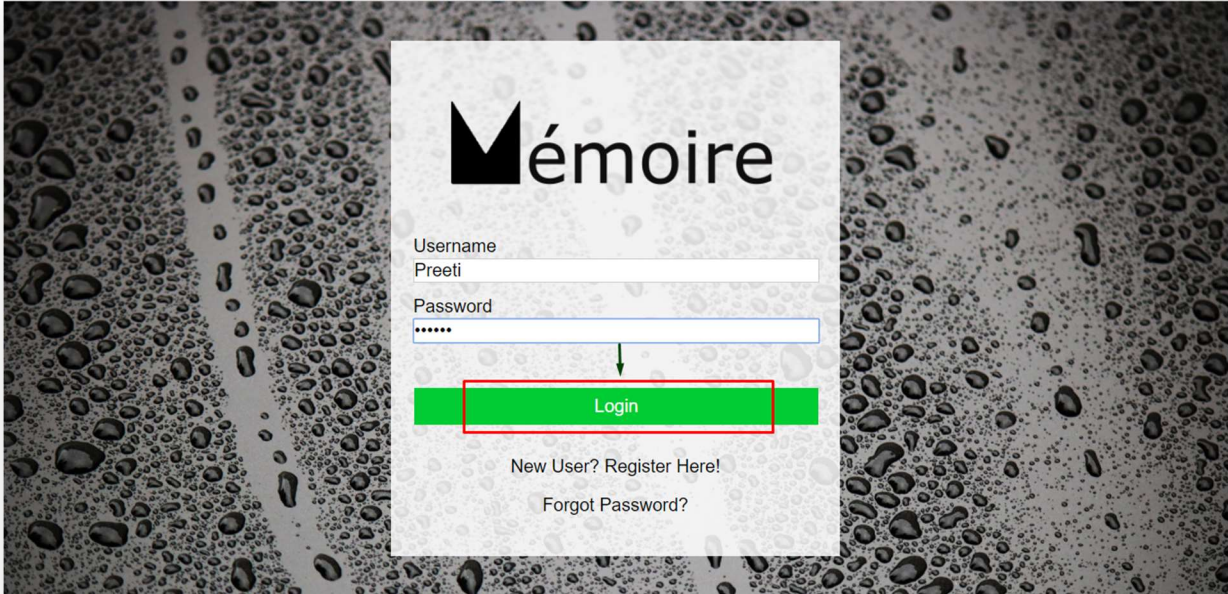 Mémoire
Username
Preeti
Password
••••••
Login
New User? Register Here!
Forgot Password?